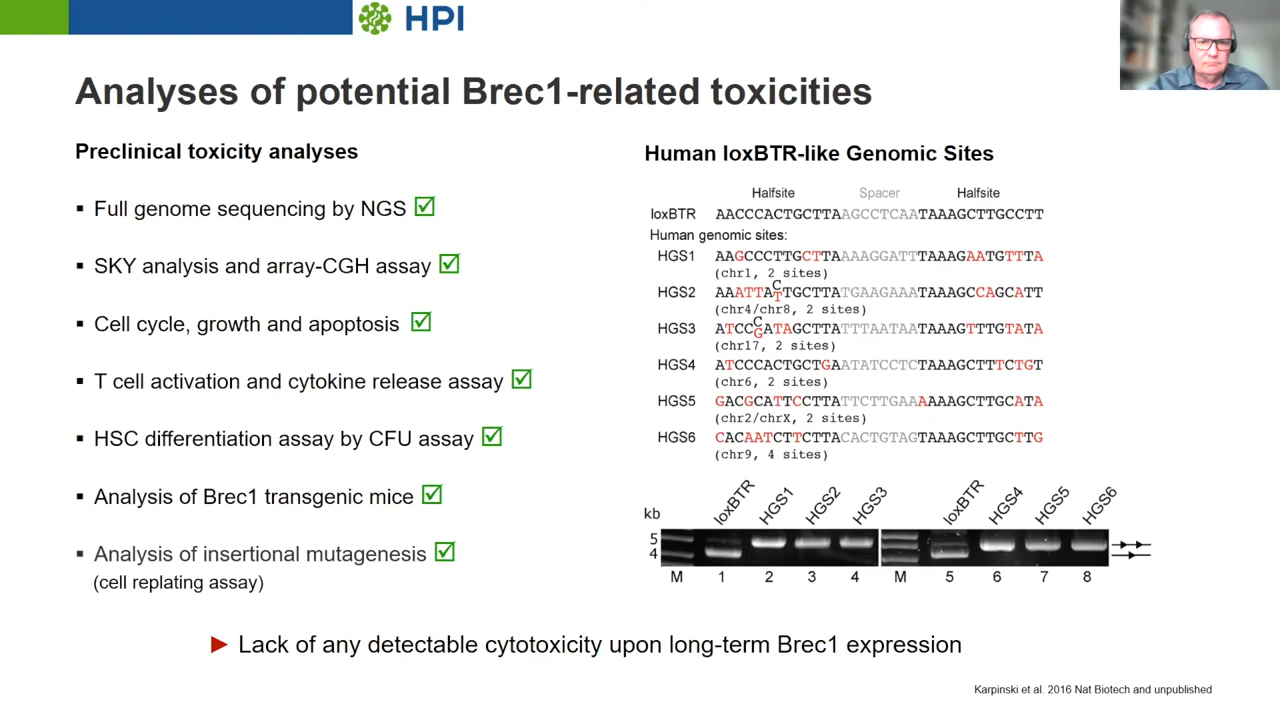 HPI
Analyses of potential Brec1-related toxicities
Preclinical toxicity analyses
▪ Full genome sequencing by NGS ☑
▪ SKY analysis and array-CGH assay ☑
▪ Cell cycle, growth and apoptosis ☑
▪ T cell activation and cytokine release assay ☑
▪ HSC differentiation assay by CFU assay ☑
▪ Analysis of Brec1 transgenic mice ☑
▪ Analysis of insertional mutagenesis ☑
(cell replating assay)
Human loxBTR-like Genomic Sites
Halfsite Spacer Halfsite
loxBTR AACCCACTGCTTAAGCCTCAATAAAGCTTGCCTT
Human genomic sites:
HGS1 AAGCCCTTGCTTAAAAGGATTTAAAGAATGTTTA
(chr1, 2 sites)
C
HGS2 AAATTATTGCTTATGAAGAAATAAAGCCAGCATT
(chr4/chr8, 2 sites)
C
HGS3 ATCCGATAGCTTATTTAATAATAAAGTTTGTATA
(chr17, 2 sites)
HGS4 ATCCCACTGCTGAATATCCTCTAAAGCTTTCTGT
(chr6, 2 sites)
HGS5 GACGCATTCCTTATTCTTGAAAAAAGCTTGCATA
(chr2/chrX, 2 sites)
HGS6 CACAATCTTCTTACACTGTAGTAAAGCTTGCTTG
(chr9, 4 sites)
kb loxBTR HGS1 HGS2 HGS3 loxBTR HGS4 HGS5 HGS6
5
4
M 1 2 3 4 M 5 6 7 8
► Lack of any detectable cytotoxicity upon long-term Brec1 expression
Karpinski et al. 2016 Nat Biotech and unpublished